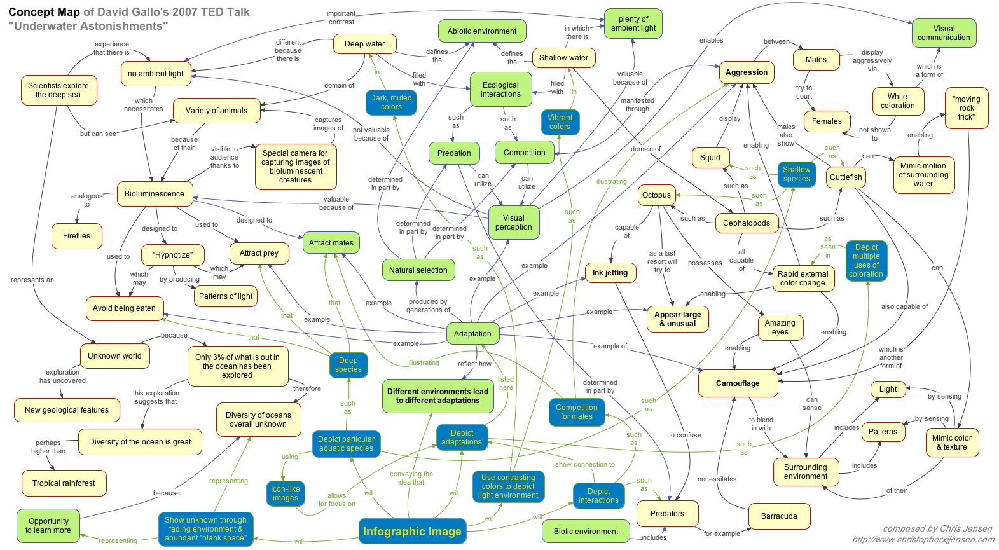 Concept Map of David Gallo's 2007 TED Talk
"Underwater Astonishments"
important
contrast
plenty of
ambient light
Abiotic environment
in which
there is
enables
Visual
communication
experience
that there is
different
because
there is
Deep water
defines
the
defines
the
Shallow water
between
Males
display
aggressively
via
which is
a form of
no ambient light
Scientists explore
the deep sea
in
filled
with
Ecological
interactions
filled
with
in
valuable
because of
Aggression
try to
court
White
coloration
"moving
rock
trick"
domain of
Dark, muted
colors
which
necessitates
Variety of animals
captures
images of
such
as
such
as
Vibrant
colors
manifested
through
display
Females
not shown
to
enabling
but can see
because
of their
not valuable
because of
males
also
show
visible to
audience
thanks to
Special camera for
capturing images of
bioluminescent
creatures
Predation
Competition
domain of
enabling
Squid
such
as
can
Mimic motion
of surrounding
water
can
utilize
can
utilize
determined
in part by
illustrating
such
as
Shallow
species
Cuttlefish
Bioluminescence
analogous
to
valuable
because of
such as
Octopus
such
as
Fireflies
designed to
used to
designed to
determined
in part by
determined
in part by
Visual
perception
such
as
capable
of
such as
Cephalopods
such as
Attract mates
such
as
all
capable
of
as
seen
in
Depict
multiple
uses of
coloration
used to
"Hypnotize"
Attract prey
which
may
by producing
which
may
Natural selection
example
example
as a last
resort will
try to
possesses
can
Ink jetting
Rapid external
color change
Patterns of light
Avoid being eaten
example
produced by
generations of
example
enabling
that
example
example
Appear large
& unusual
also capable of
represents an
that
because
Adaptation
Amazing
eyes
enabling
Unknown world
example
example of
enabling
which is
another
form of
Only 3% of what is out in
the ocean has been
explored
Deep
species
illustrating
reflect how
listed
here
exploration
has uncovered
this exploration
suggests that
therefore
Different environments lead
to different adaptations
determined
in part by
Camouflage
Light
by sensing
New geological features
such
as
Competition
for mates
such
as
can
sense
Diversity of oceans
overall unknown
to blend
in with
includes
by sensing
Patterns
perhaps
higher than
Diversity of the ocean is great
Depict particular
aquatic species
Depict
adaptations
such
as
to confuse
such
as
Mimic color
& texture
using
show connection to
Surrounding
environment
includes
Tropical rainforest
representing
conveying the
idea that
Use contrasting
colors to depict
light environment
such
as
necessitates
because
Icon-like
images
allows
for focus on
will
will
Depict
interactions
of their
Opportunity
to learn more
Show unknown through
fading environment &
abundant "blank space"
will
will
Predators
Barracuda
Infographic Image
Biotic environment
for example
includes
representing
will
composed by Chris Jensen
http://www.christopherxjjensen.com